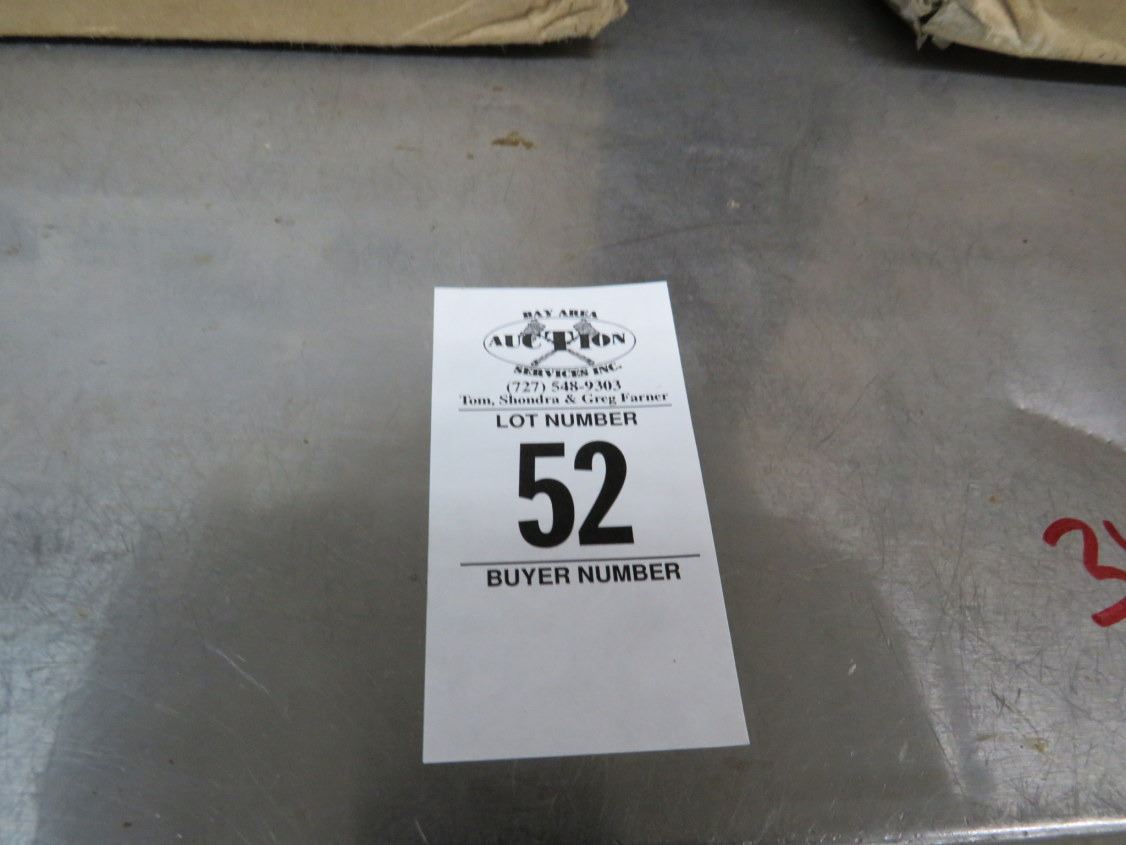 BAY AREA
AUCTION
SERVICES INC.
(727) 548-9303
Tom, Shondra & Greg Farner
LOT NUMBER
52
BUYER NUMBER